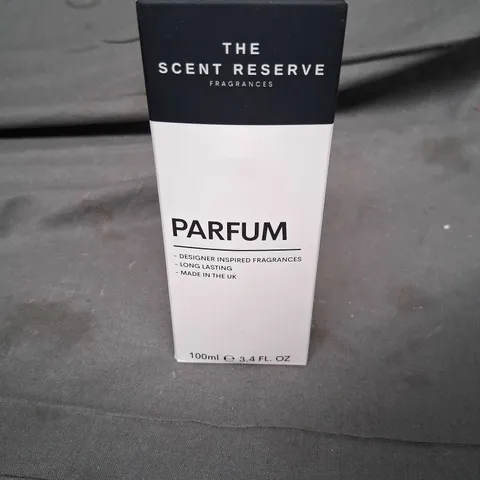 THE
SCENT RESERVE
FRAGRANCES
PARFUM
- DESIGNER INSPIRED FRAGRANCES
- LONG LASTING
- MADE IN THE UK
100ml ℮ 3.4 FL. OZ